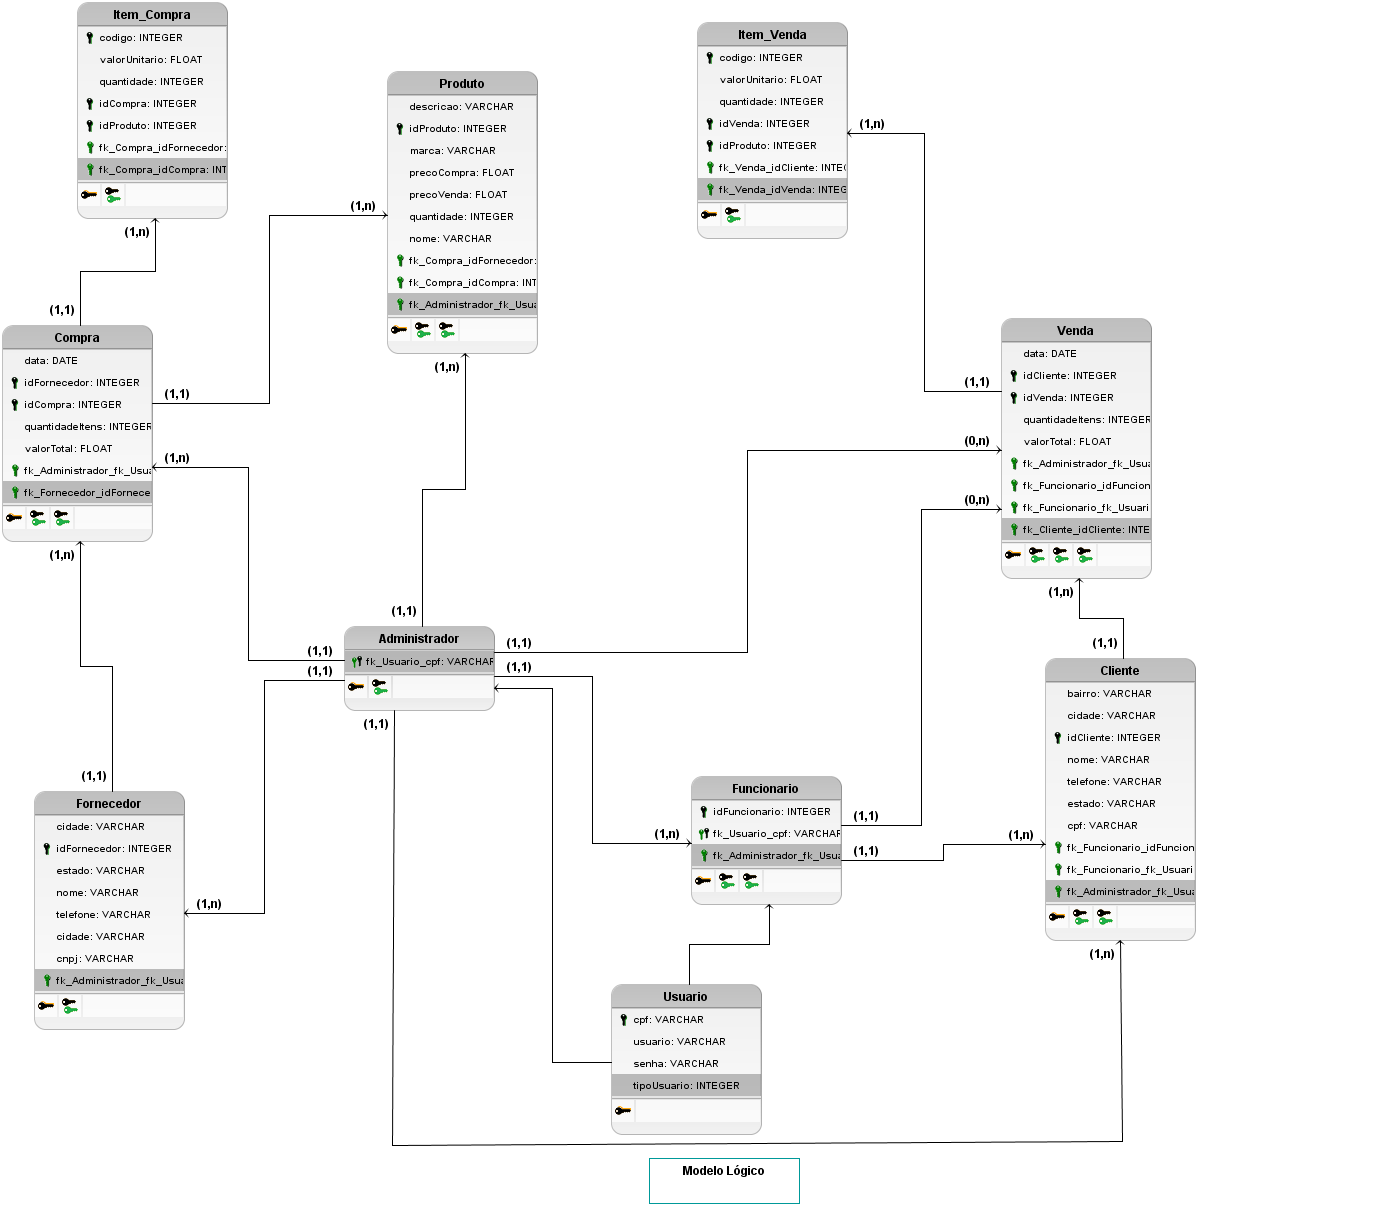 Item_Compra
codigo: INTEGER
valorUnitario: FLOAT
quantidade: INTEGER
idCompra: INTEGER
idProduto: INTEGER
fk_Compra_idFornecedor:
fk_Compra_idCompra: INT
(1,n)
(1,1)
Produto
descricao: VARCHAR
idProduto: INTEGER
marca: VARCHAR
precoCompra: FLOAT
precoVenda: FLOAT
quantidade: INTEGER
nome: VARCHAR
fk_Compra_idFornecedor:
fk_Compra_idCompra: INT
fk_Administrador_fk_Usua
(1,n)
(1,n)
Item_Venda
codigo: INTEGER
valorUnitario: FLOAT
quantidade: INTEGER
idVenda: INTEGER
idProduto: INTEGER
fk_Venda_idCliente: INTEG
fk_Venda_idVenda: INTEG
(1,n)
Compra
data: DATE
idFornecedor: INTEGER
idCompra: INTEGER
quantidadeItens: INTEGER
valorTotal: FLOAT
fk_Administrador_fk_Usua
fk_Fornecedor_idFornece
(1,1)
(1,n)
(1,n)
Venda
data: DATE
idCliente: INTEGER
idVenda: INTEGER
quantidadeItens: INTEGER
valorTotal: FLOAT
fk_Administrador_fk_Usua
fk_Funcionario_idFuncion
fk_Funcionario_fk_Usuari
fk_Cliente_idCliente: INTE
(1,1)
(0,n)
(0,n)
(1,n)
Administrador
fk_Usuario_cpf: VARCHAR
(1,1)
(1,1)
(1,1)
(1,1)
(1,1)
(1,1)
Cliente
bairro: VARCHAR
cidade: VARCHAR
idCliente: INTEGER
nome: VARCHAR
telefone: VARCHAR
estado: VARCHAR
cpf: VARCHAR
fk_Funcionario_idFuncion
fk_Funcionario_fk_Usuari
fk_Administrador_fk_Usua
(1,1)
(1,n)
(1,n)
Fornecedor
cidade: VARCHAR
idFornecedor: INTEGER
estado: VARCHAR
nome: VARCHAR
telefone: VARCHAR
cidade: VARCHAR
cnpj: VARCHAR
fk_Administrador_fk_Usua
(1,1)
(1,n)
Funcionario
idFuncionario: INTEGER
fk_Usuario_cpf: VARCHAR
fk_Administrador_fk_Usua
(1,n)
(1,1)
(1,1)
Usuario
cpf: VARCHAR
usuario: VARCHAR
senha: VARCHAR
tipoUsuario: INTEGER
Modelo Lógico